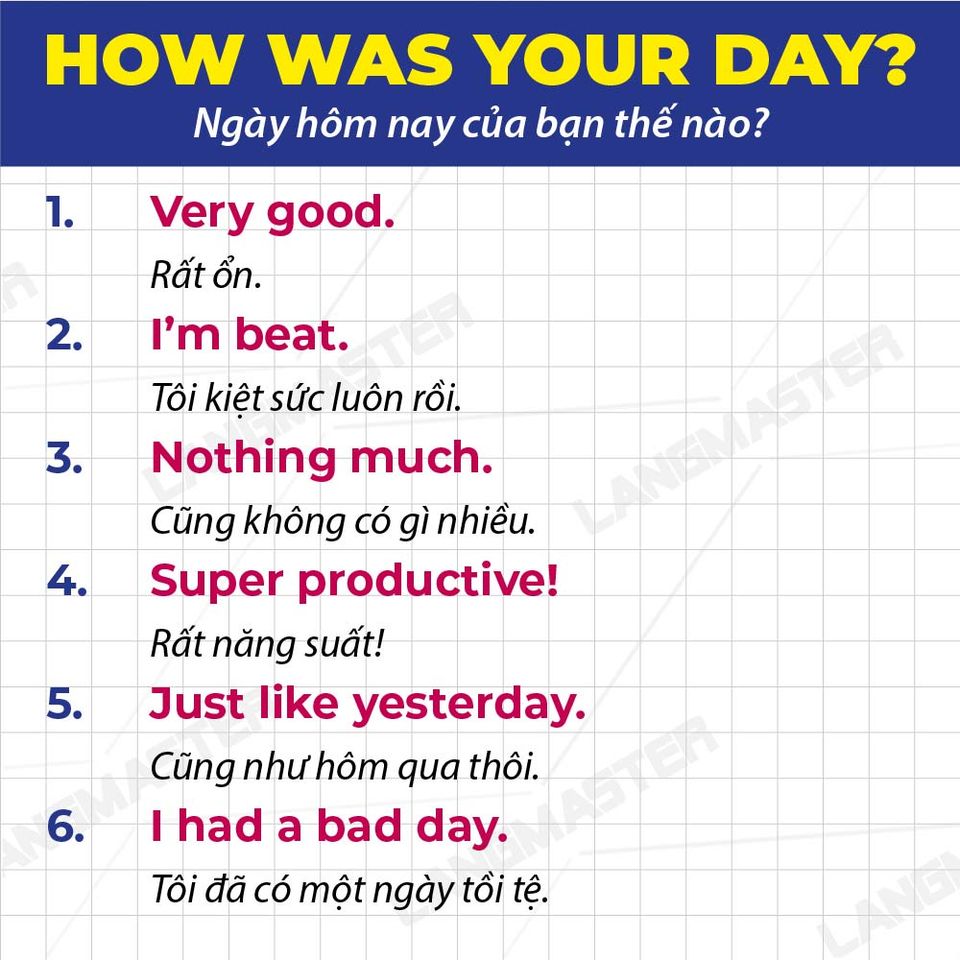 HOW WAS YOUR DAY?
Ngày hôm nay của bạn thế nào?
1. Very good.
Rất ổn.
2. I’m beat.
Tôi kiệt sức luôn rồi.
3. Nothing much.
Cũng không có gì nhiều.
4. Super productive!
Rất năng suất!
5. Just like yesterday.
Cũng như hôm qua thôi.
6. I had a bad day.
Tôi đã có một ngày tồi tệ.
LANGMASTER
LANGMASTER
LANGMASTER
LANGMASTER